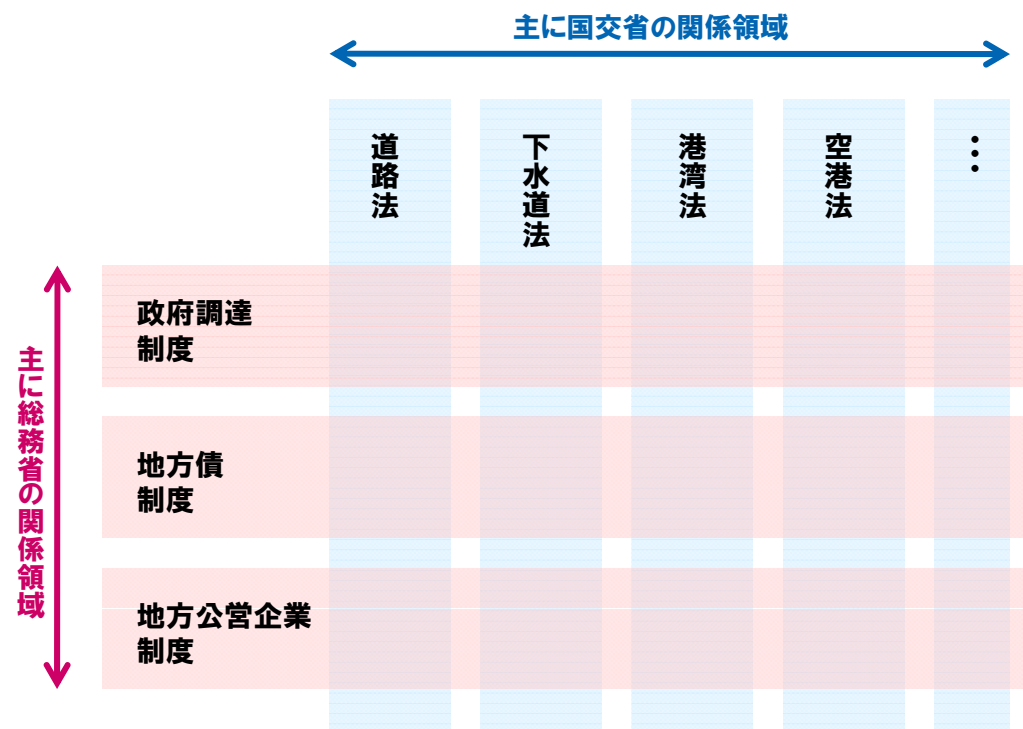 主に国交省の関係領域
道路法
下水道法
港湾法
空港法
…
主に総務省の関係領域
政府調達
制度
地方債
制度
地方公営企業
制度